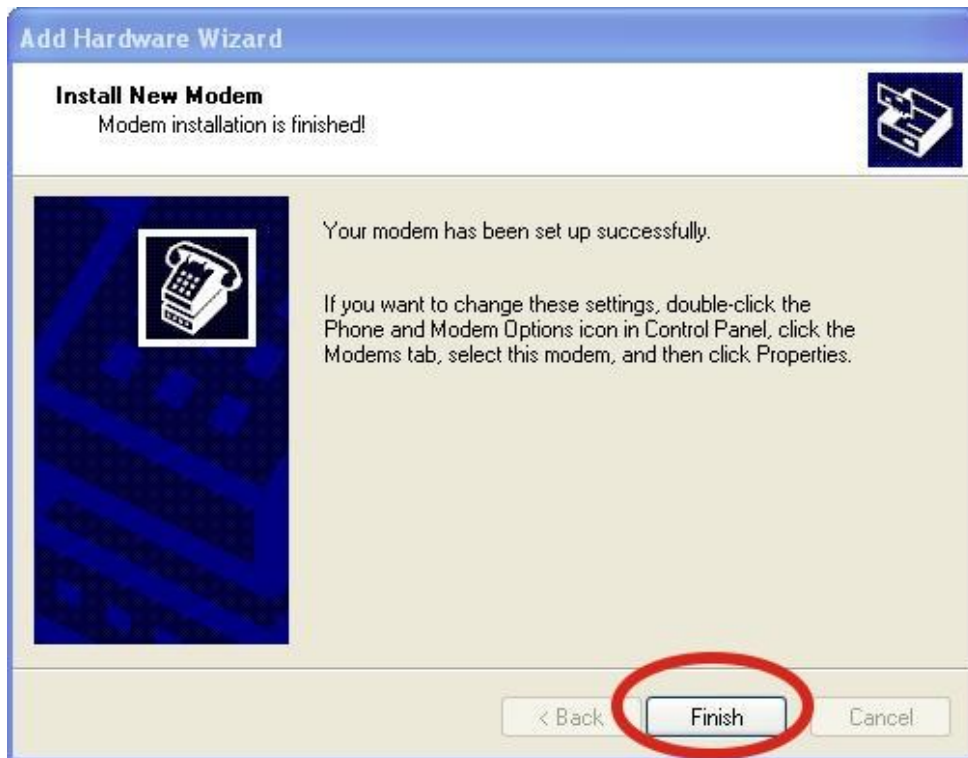 Add Hardware Wizard
Install New Modem
Modem installation is finished!
Your modem has been set up successfully.
If you want to change these settings, double-click the
Phone and Modem Options icon in Control Panel, click the
Modems tab, select this modem, and then click Properties.
< Back
Finish
Cancel